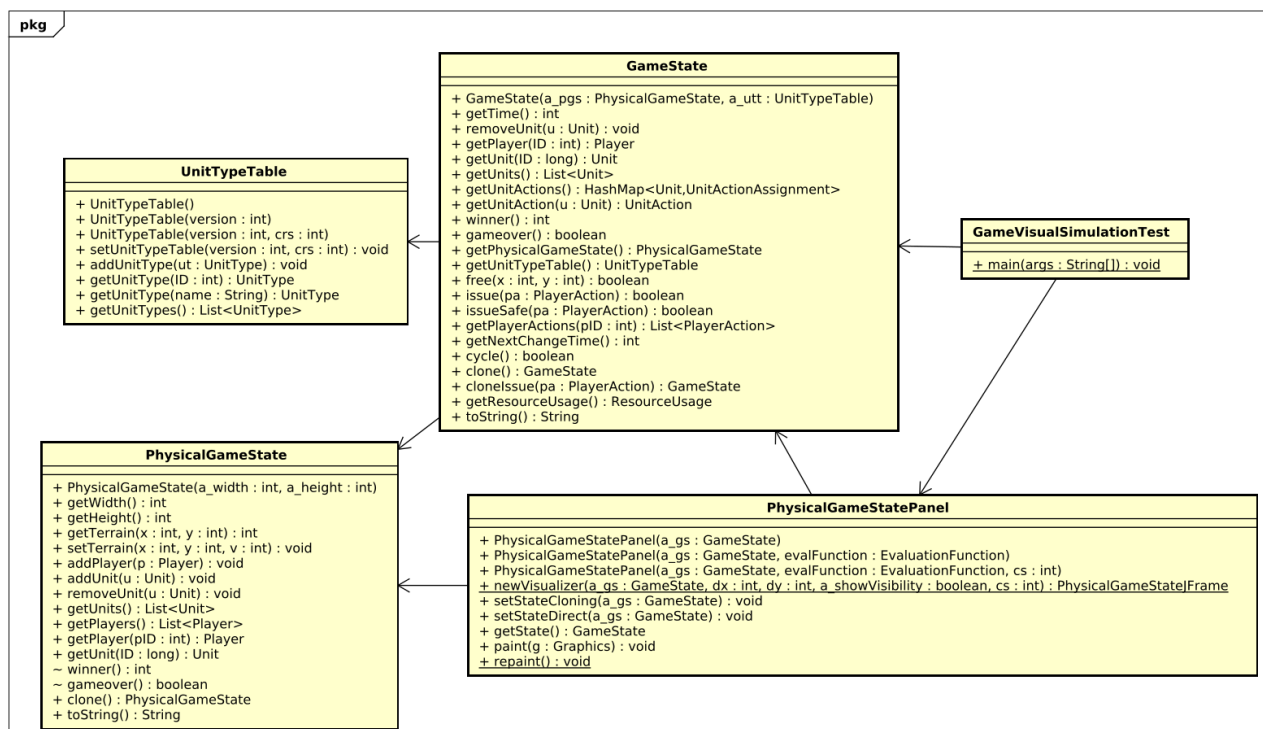 pkg
GameState
+ GameState(a_pgs : PhysicalGameState, a_utt : UnitTypeTable)
+ getTime() : int
+ removeUnit(u : Unit) : void
+ getPlayer(ID : int) : Player
+ getUnit(ID : long) : Unit
+ getUnits() : List<Unit>
+ getUnitActions() : HashMap<Unit,UnitActionAssignment>
+ getUnitAction(u : Unit) : UnitAction
+ winner() : int
+ gameover() : boolean
+ getPhysicalGameState() : PhysicalGameState
+ getUnitTypeTable() : UnitTypeTable
+ free(x : int, y : int) : boolean
+ issue(pa : PlayerAction) : boolean
+ issueSafe(pa : PlayerAction) : boolean
+ getPlayerActions(pID : int) : List<PlayerAction>
+ getNextChangeTime() : int
+ cycle() : boolean
+ clone() : GameState
+ cloneIssue(pa : PlayerAction) : GameState
+ getResourceUsage() : ResourceUsage
+ toString() : String
UnitTypeTable
+ UnitTypeTable()
+ UnitTypeTable(version : int)
+ UnitTypeTable(version : int, crs : int)
+ setUnitTypeTable(version : int, crs : int) : void
+ addUnitType(ut : UnitType) : void
+ getUnitType(ID : int) : UnitType
+ getUnitType(name : String) : UnitType
+ getUnitTypes() : List<UnitType>
GameVisualSimulationTest
+ main(args : String[]) : void
PhysicalGameState
+ PhysicalGameState(a_width : int, a_height : int)
+ getWidth() : int
+ getHeight() : int
+ getTerrain(x : int, y : int) : int
+ setTerrain(x : int, y : int, v : int) : void
+ addPlayer(p : Player) : void
+ addUnit(u : Unit) : void
+ removeUnit(u : Unit) : void
+ getUnits() : List<Unit>
+ getPlayers() : List<Player>
+ getPlayer(pID : int) : Player
+ getUnit(ID : long) : Unit
~ winner() : int
~ gameover() : boolean
+ clone() : PhysicalGameState
+ toString() : String
PhysicalGameStatePanel
+ PhysicalGameStatePanel(a_gs : GameState)
+ PhysicalGameStatePanel(a_gs : GameState, evalFunction : EvaluationFunction)
+ PhysicalGameStatePanel(a_gs : GameState, evalFunction : EvaluationFunction, cs : int)
+ newVisualizer(a_gs : GameState, dx : int, dy : int, a_showVisibility : boolean, cs : int) : PhysicalGameStateJFrame
+ setStateCloning(a_gs : GameState) : void
+ setStateDirect(a_gs : GameState) : void
+ getState() : GameState
+ paint(g : Graphics) : void
+ repaint() : void